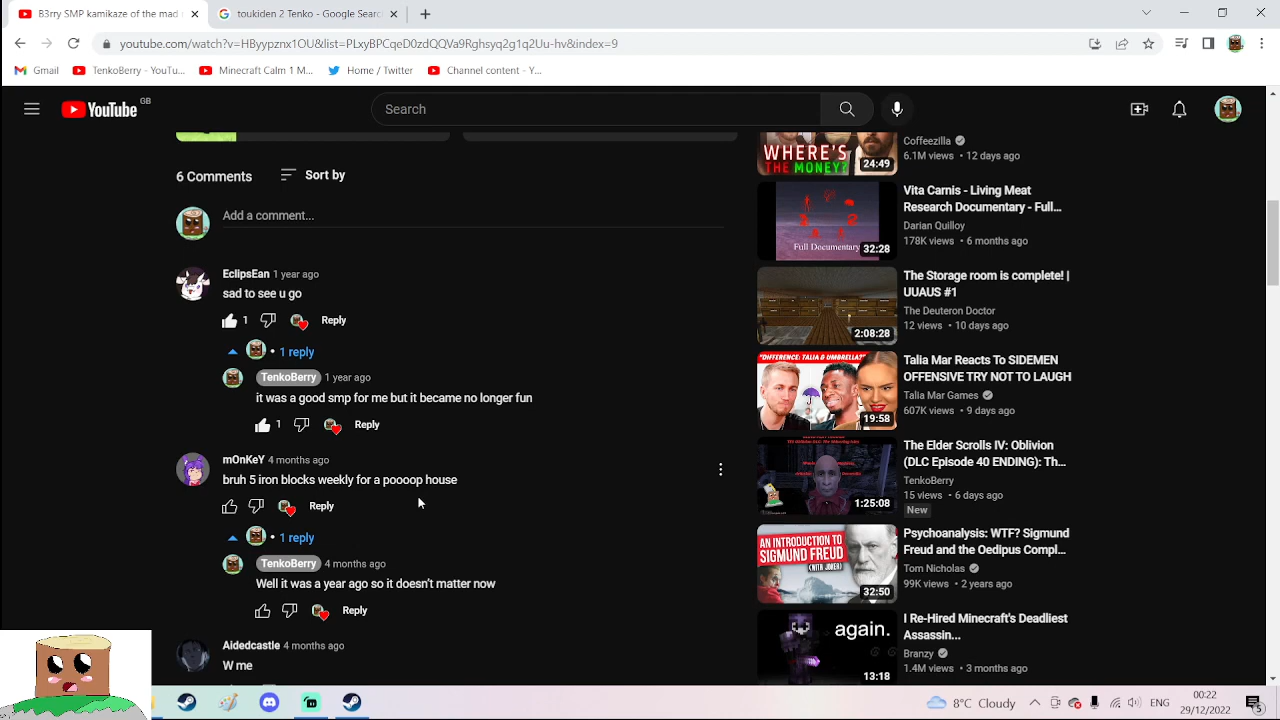 B3rry SMP kamikaze of the mad
toukiden 2 Tenko - Google Searc
youtube.com/watch?v=HByypznx1OU&list=PLxyBPCqeD0zdQQVa9B-tcyq2g1q2Uu-hv&index=9
Gmail
TenkoBerry - YouTu...
Minecraft Calm 1 M...
Home / Twitter
Channel content - Y...
YouTube GB
Search
6 Comments
Sort by
Add a comment...
EclipsEan 1 year ago
sad to see u go
1
Reply
• 1 reply
TenkoBerry 1 year ago
it was a good smp for me but it became no longer fun
1
Reply
mOnKeY 4 months ago
bruh 5 iron blocks weekly for a small house
Reply
• 1 reply
TenkoBerry 4 months ago
Well it was a year ago so it doesn't matter now
Reply
Aidedcastle 4 months ago
W me
WHERE'S
THE MONEY?
24:49
Coffeezilla
6.1M views • 12 days ago
Full Documentary
32:28
Vita Carnis - Living Meat
Research Documentary - Full...
Darian Quilloy
178K views • 6 months ago
2:08:28
The Storage room is complete! |
UUAUS #1
The Deuteron Doctor
12 views • 10 days ago
"DIFFERENCE: TALIA & UMBRELLA?"
19:58
Talia Mar Reacts To SIDEMEN
OFFENSIVE TRY NOT TO LAUGH
Talia Mar Games
607K views • 9 days ago
1:25:08
The Elder Scrolls IV: Oblivion
(DLC Episode 40 ENDING): Th...
TenkoBerry
15 views • 6 days ago
New
AN INTRODUCTION TO
SIGMUND FREUD
(WITH JOKER)
32:50
Psychoanalysis: WTF? Sigmund
Freud and the Oedipus Compl...
Tom Nicholas
99K views • 2 years ago
again.
13:18
I Re-Hired Minecraft's Deadliest
Assassin...
Branzy
1.4M views • 3 months ago
8°C Cloudy
ENG
00:22
29/12/2022
5